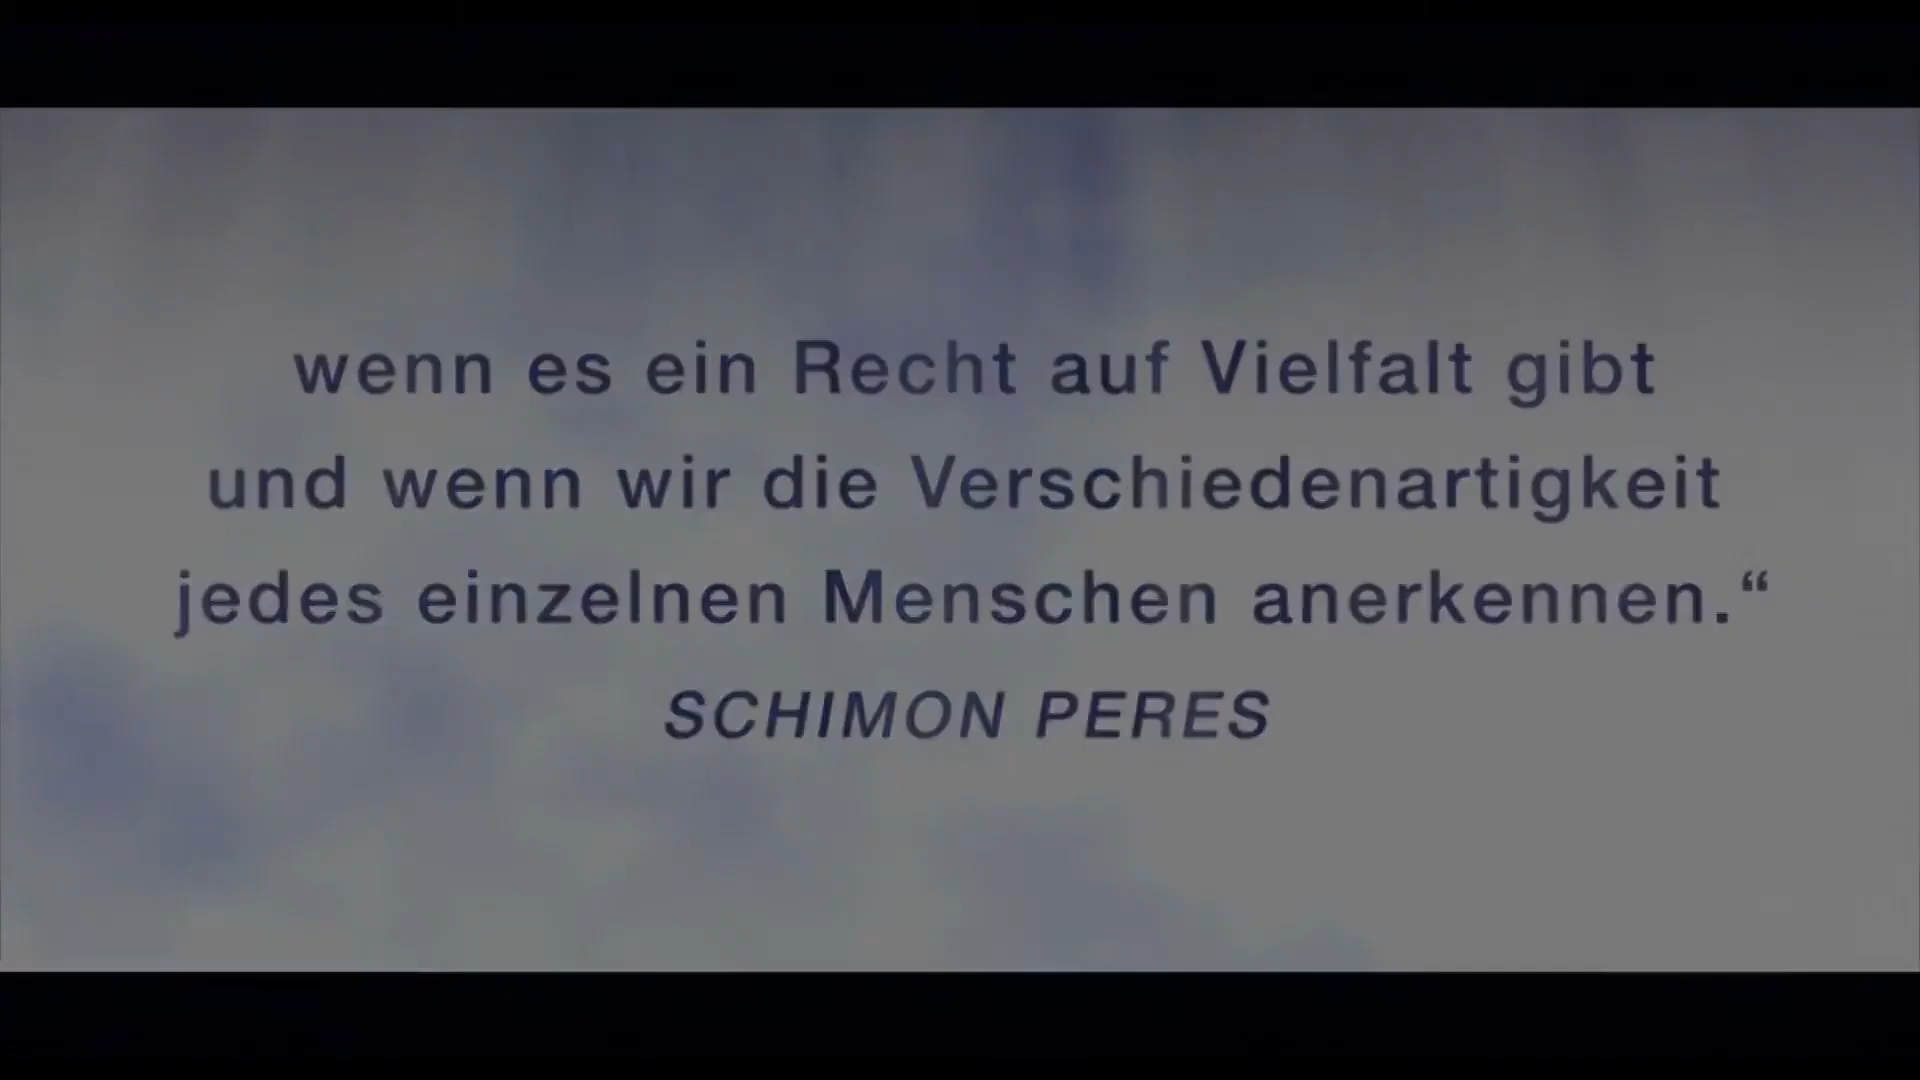 wenn es ein Recht auf Vielfalt gibt
und wenn wir die Verschiedenartigkeit
jedes einzelnen Menschen anerkennen.“
SCHIMON PERES